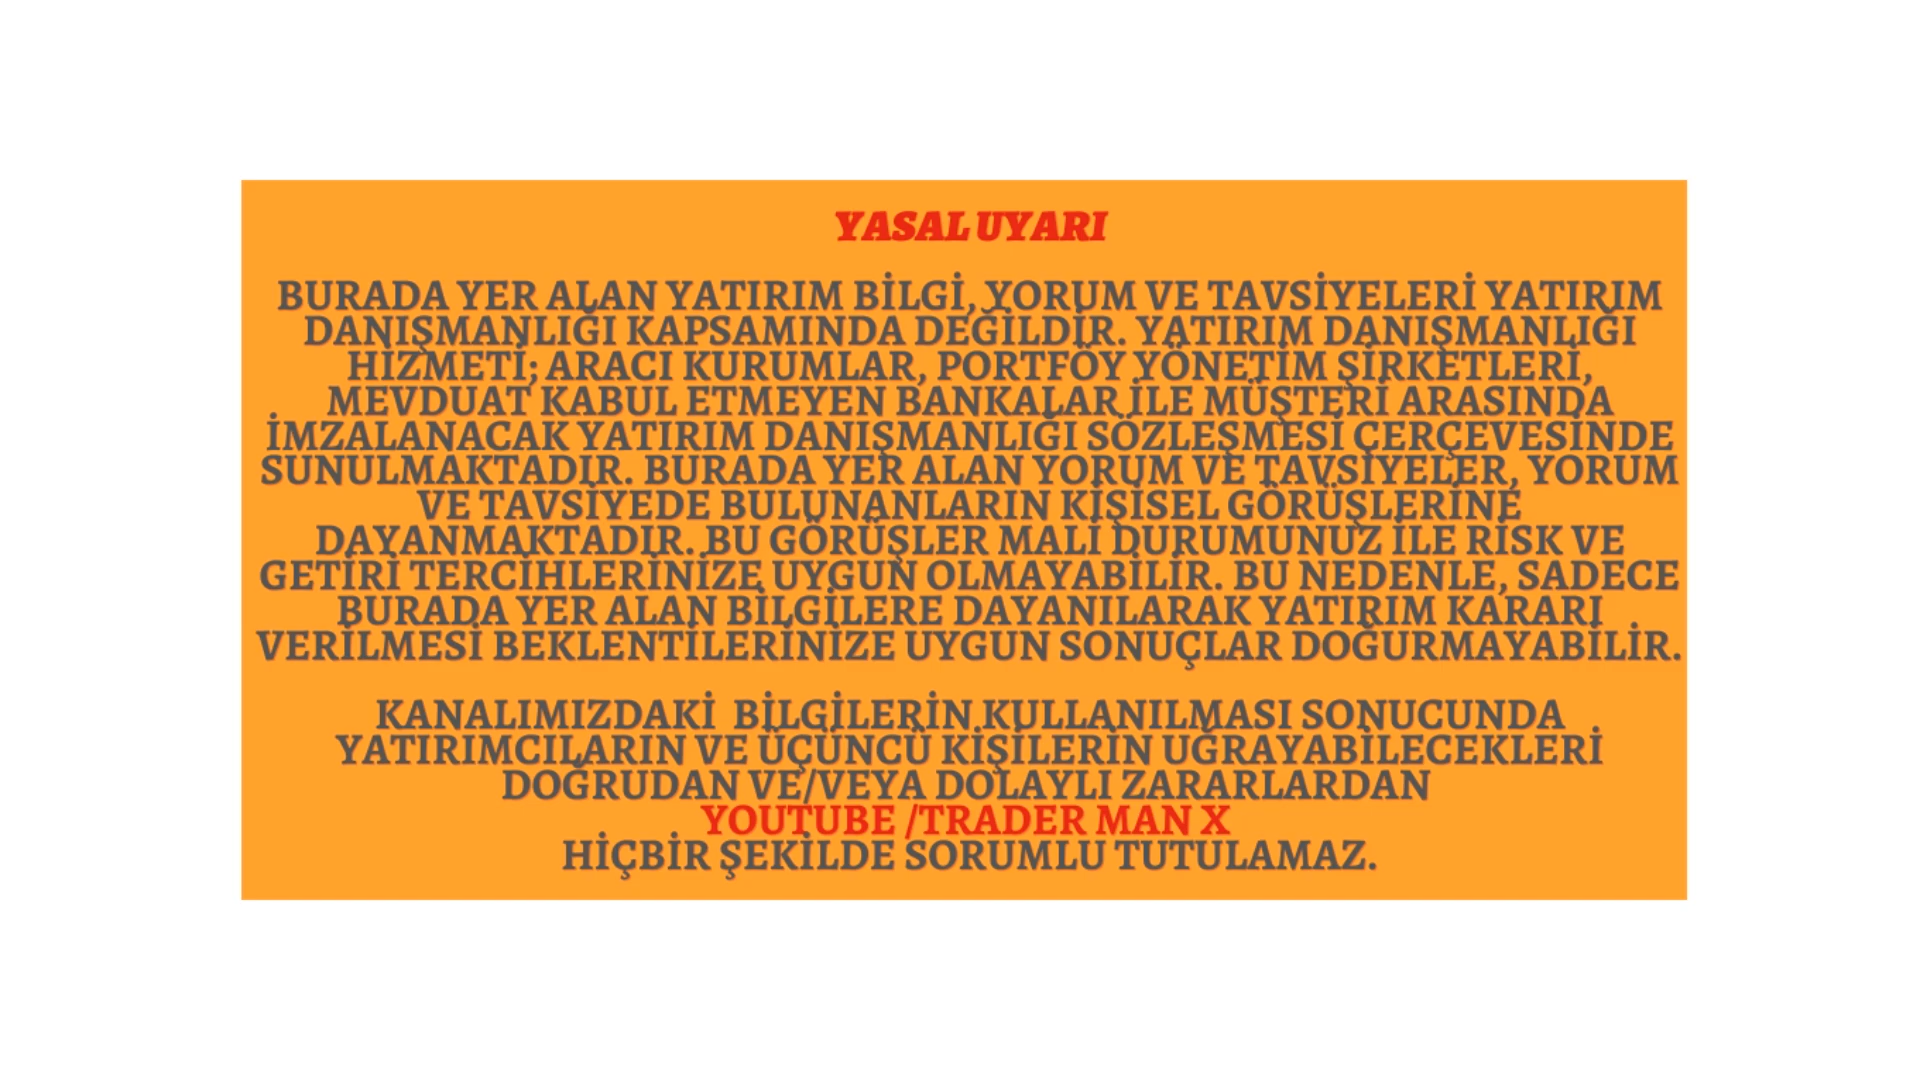 YASAL UYARI
BURADA YER ALAN YATIRIM BİLGİ, YORUM VE TAVSİYELERİ YATIRIM
DANIŞMANLIĞI KAPSAMINDA DEĞİLDİR. YATIRIM DANIŞMANLIĞI
HİZMETİ; ARACI KURUMLAR, PORTFÖY YÖNETİM ŞİRKETLERİ,
MEVDUAT KABUL ETMEYEN BANKALAR İLE MÜŞTERİ ARASINDA
İMZALANACAK YATIRIM DANIŞMANLIĞI SÖZLEŞMESİ ÇERÇEVESİNDE
SUNULMAKTADIR. BURADA YER ALAN YORUM VE TAVSİYELER, YORUM
VE TAVSİYEDE BULUNANLARIN KİŞİSEL GÖRÜŞLERİNE
DAYANMAKTADIR. BU GÖRÜŞLER MALİ DURUMUNUZ İLE RİSK VE
GETİRİ TERCİHLERİNİZE UYGUN OLMAYABİLİR. BU NEDENLE, SADECE
BURADA YER ALAN BİLGİLERE DAYANILARAK YATIRIM KARARI
VERİLMESİ BEKLENTİLERİNİZE UYGUN SONUÇLAR DOĞURMAYABİLİR.
KANALIMIZDAKİ BİLGİLERİN KULLANILMASI SONUCUNDA
YATIRIMCILARIN VE ÜÇÜNCÜ KİŞİLERİN UĞRAYABİLECEKLERİ
DOĞRUDAN VE/VEYA DOLAYLI ZARARLARDAN
YOUTUBE /TRADER MAN X
HİÇBİR ŞEKİLDE SORUMLU TUTULAMAZ.